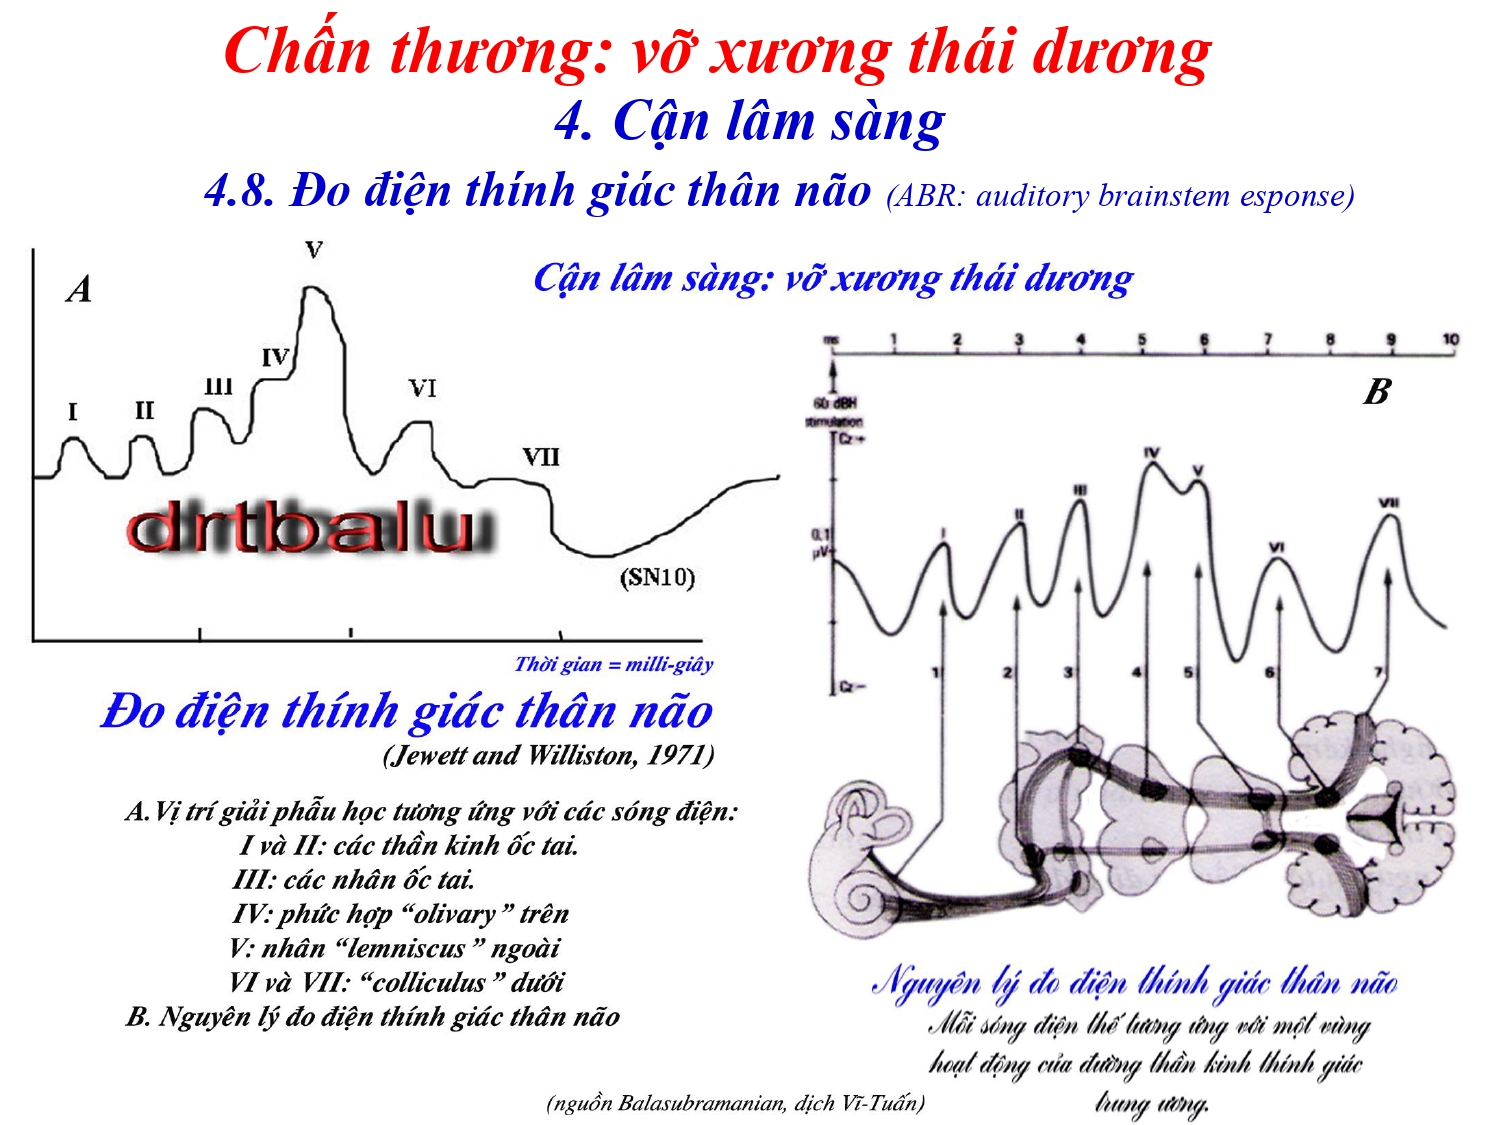 Chấn thương: vỡ xương thái dương
4. Cận lâm sàng
4.8. Đo điện thính giác thân não (ABR: auditory brainstem esponse)
Cận lâm sàng: vỡ xương thái dương
A
I
II
III
IV
V
VI
VII
(SN10)
drtbalu
Thời gian = milli-giây
Đo điện thính giác thân não
(Jewett and Williston, 1971)
A.Vị trí giải phẫu học tương ứng với các sóng điện:
I và II: các thần kinh ốc tai.
III: các nhân ốc tai.
IV: phức hợp “olivary” trên
V: nhân “lemniscus” ngoài
VI và VII: “colliculus” dưới
B. Nguyên lý đo điện thính giác thân não
ms 1 2 3 4 5 6 7 8 9 10
B
60 dBH
stimulation
Cz+
0,1
µV
Cz−
I II III IV V VI VII
1 2 3 4 5 6 7
Nguyên lý đo điện thính giác thân não
Mỗi sóng điện thế tương ứng với một vùng
hoạt động của đường thần kinh thính giác
trung ương.
(nguồn Balasubramanian, dịch Vĩ-Tuấn)